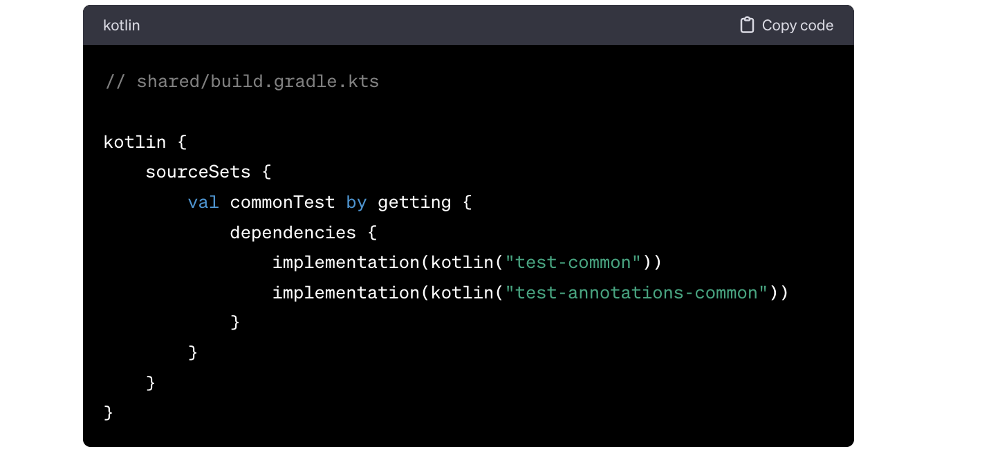 kotlin
Copy code
// shared/build.gradle.kts
kotlin {
    sourceSets {
        val commonTest by getting {
            dependencies {
                implementation(kotlin("test-common"))
                implementation(kotlin("test-annotations-common"))
            }
        }
    }
}